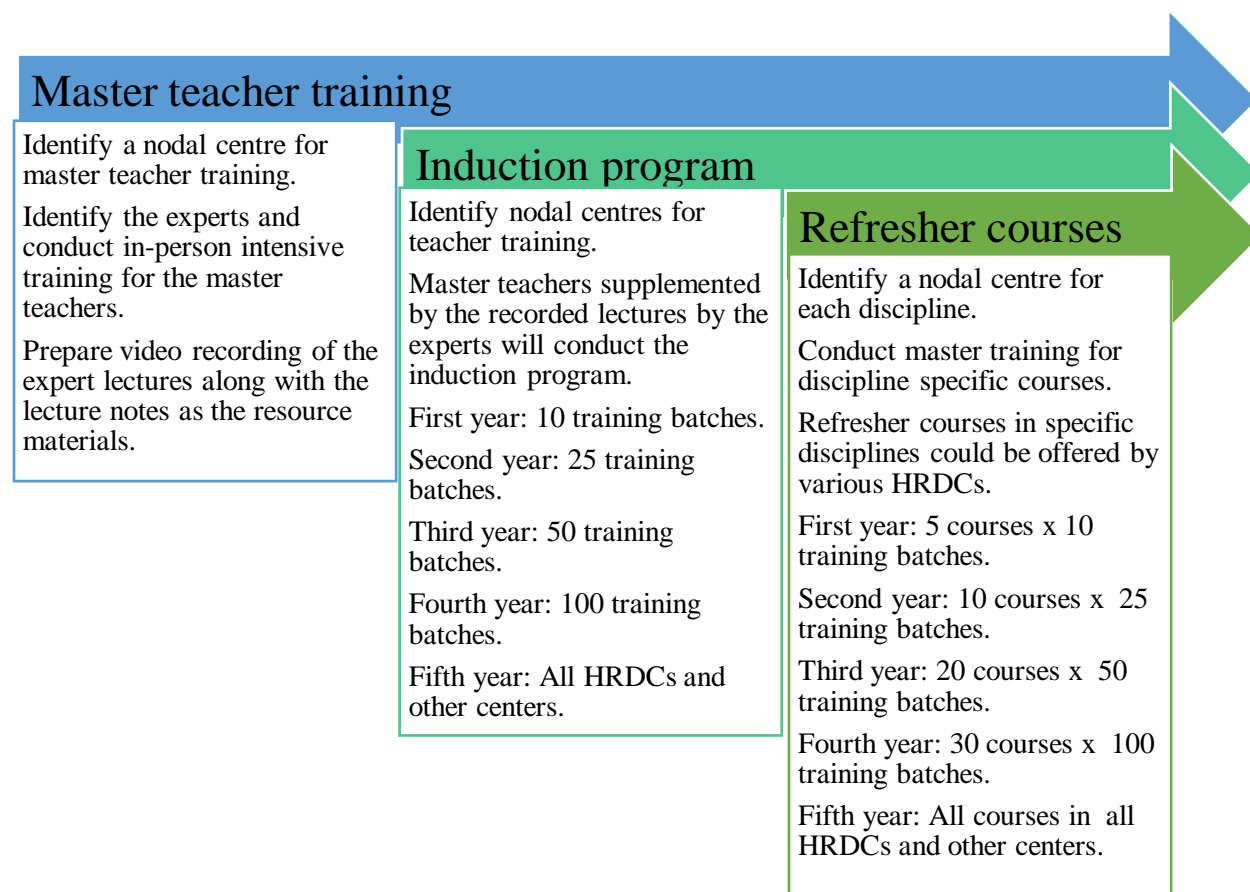 Master teacher training
Identify a nodal centre for
master teacher training.
Identify the experts and
conduct in-person intensive
training for the master
teachers.
Prepare video recording of the
expert lectures along with the
lecture notes as the resource
materials.
Induction program
Identify nodal centres for
teacher training.
Master teachers supplemented
by the recorded lectures by the
experts will conduct the
induction program.
First year: 10 training batches.
Second year: 25 training
batches.
Third year: 50 training
batches.
Fourth year: 100 training
batches.
Fifth year: All HRDCs and
other centers.
Refresher courses
Identify a nodal centre for
each discipline.
Conduct master training for
discipline specific courses.
Refresher courses in specific
disciplines could be offered by
various HRDCs.
First year: 5 courses x 10
training batches.
Second year: 10 courses x 25
training batches.
Third year: 20 courses x 50
training batches.
Fourth year: 30 courses x 100
training batches.
Fifth year: All courses in all
HRDCs and other centers.